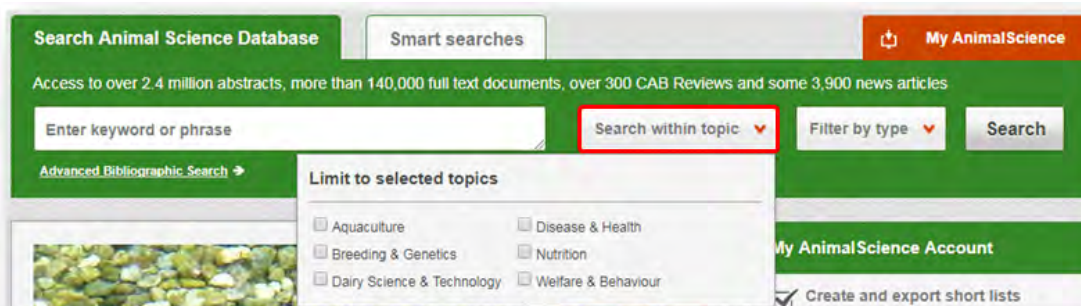 Search Animal Science Database
Smart searches
My AnimalScience
Access to over 2.4 million abstracts, more than 140,000 full text documents, over 300 CAB Reviews and some 3,900 news articles
Enter keyword or phrase
Search within topic
Filter by type
Search
Advanced Bibliographic Search
Limit to selected topics
Aquaculture
Disease & Health
Breeding & Genetics
Nutrition
Dairy Science & Technology
Welfare & Behaviour
My AnimalScience Account
Create and export short lists